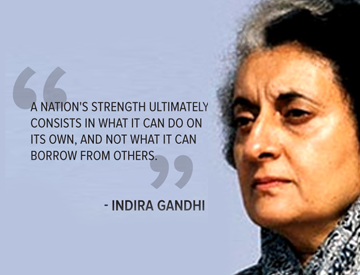 A NATION'S STRENGTH ULTIMATELY
CONSISTS IN WHAT IT CAN DO ON
ITS OWN, AND NOT WHAT IT CAN
BORROW FROM OTHERS.
- INDIRA GANDHI